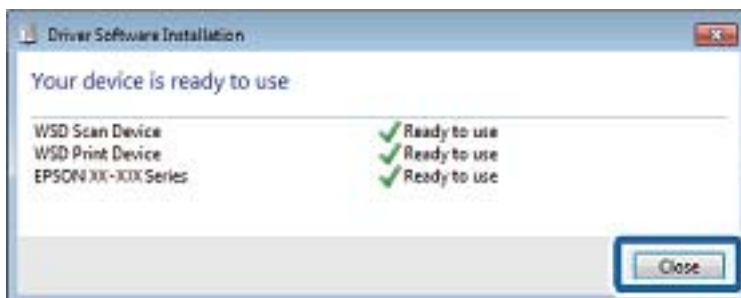 Driver Software Installation
Your device is ready to use
WSD Scan Device Ready to use
WSD Print Device Ready to use
EPSON XX-XXX Series Ready to use
Close